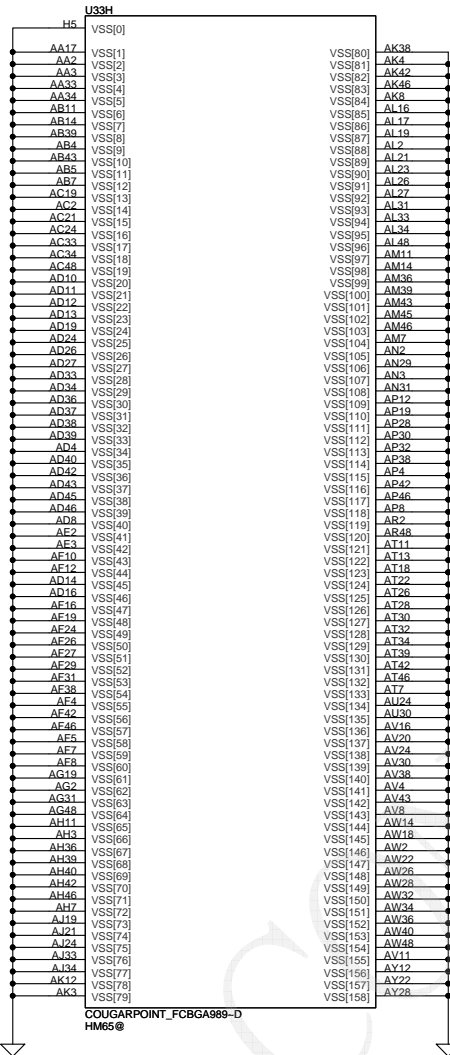 U33H
H5 VSS[0]
AA17 VSS[1]
AA2 VSS[2]
AA3 VSS[3]
AA33 VSS[4]
AA34 VSS[5]
AB11 VSS[6]
AB14 VSS[7]
AB39 VSS[8]
AB4 VSS[9]
AB43 VSS[10]
AB5 VSS[11]
AB7 VSS[12]
AC19 VSS[13]
AC2 VSS[14]
AC21 VSS[15]
AC24 VSS[16]
AC33 VSS[17]
AC34 VSS[18]
AC48 VSS[19]
AD10 VSS[20]
AD11 VSS[21]
AD12 VSS[22]
AD13 VSS[23]
AD19 VSS[24]
AD24 VSS[25]
AD26 VSS[26]
AD27 VSS[27]
AD33 VSS[28]
AD34 VSS[29]
AD36 VSS[30]
AD37 VSS[31]
AD38 VSS[32]
AD39 VSS[33]
AD4 VSS[34]
AD40 VSS[35]
AD42 VSS[36]
AD43 VSS[37]
AD45 VSS[38]
AD46 VSS[39]
AD8 VSS[40]
AE2 VSS[41]
AE3 VSS[42]
AF10 VSS[43]
AF12 VSS[44]
AD14 VSS[45]
AD16 VSS[46]
AF16 VSS[47]
AF19 VSS[48]
AF24 VSS[49]
AF26 VSS[50]
AF27 VSS[51]
AF29 VSS[52]
AF31 VSS[53]
AF38 VSS[54]
AF4 VSS[55]
AF42 VSS[56]
AF46 VSS[57]
AF5 VSS[58]
AF7 VSS[59]
AF8 VSS[60]
AG19 VSS[61]
AG2 VSS[62]
AG31 VSS[63]
AG48 VSS[64]
AH11 VSS[65]
AH3 VSS[66]
AH36 VSS[67]
AH39 VSS[68]
AH40 VSS[69]
AH42 VSS[70]
AH46 VSS[71]
AH7 VSS[72]
AJ19 VSS[73]
AJ21 VSS[74]
AJ24 VSS[75]
AJ33 VSS[76]
AJ34 VSS[77]
AK12 VSS[78]
AK3 VSS[79]
VSS[80] AK38
VSS[81] AK4
VSS[82] AK42
VSS[83] AK46
VSS[84] AK8
VSS[85] AL16
VSS[86] AL17
VSS[87] AL19
VSS[88] AL2
VSS[89] AL21
VSS[90] AL23
VSS[91] AL26
VSS[92] AL27
VSS[93] AL31
VSS[94] AL33
VSS[95] AL34
VSS[96] AL48
VSS[97] AM11
VSS[98] AM14
VSS[99] AM36
VSS[100] AM39
VSS[101] AM43
VSS[102] AM45
VSS[103] AM46
VSS[104] AM7
VSS[105] AN2
VSS[106] AN29
VSS[107] AN3
VSS[108] AN31
VSS[109] AP12
VSS[110] AP19
VSS[111] AP28
VSS[112] AP30
VSS[113] AP32
VSS[114] AP38
VSS[115] AP4
VSS[116] AP42
VSS[117] AP46
VSS[118] AP8
VSS[119] AR2
VSS[120] AR48
VSS[121] AT11
VSS[122] AT13
VSS[123] AT18
VSS[124] AT22
VSS[125] AT26
VSS[126] AT28
VSS[127] AT30
VSS[128] AT32
VSS[129] AT34
VSS[130] AT39
VSS[131] AT42
VSS[132] AT46
VSS[133] AT7
VSS[134] AU24
VSS[135] AU30
VSS[136] AV16
VSS[137] AV20
VSS[138] AV24
VSS[139] AV30
VSS[140] AV38
VSS[141] AV4
VSS[142] AV43
VSS[143] AV8
VSS[144] AW14
VSS[145] AW18
VSS[146] AW2
VSS[147] AW22
VSS[148] AW26
VSS[149] AW28
VSS[150] AW32
VSS[151] AW34
VSS[152] AW36
VSS[153] AW40
VSS[154] AW48
VSS[155] AV11
VSS[156] AY12
VSS[157] AY22
VSS[158] AY28
COUGARPOINT_FCBGA989~D
HM65@